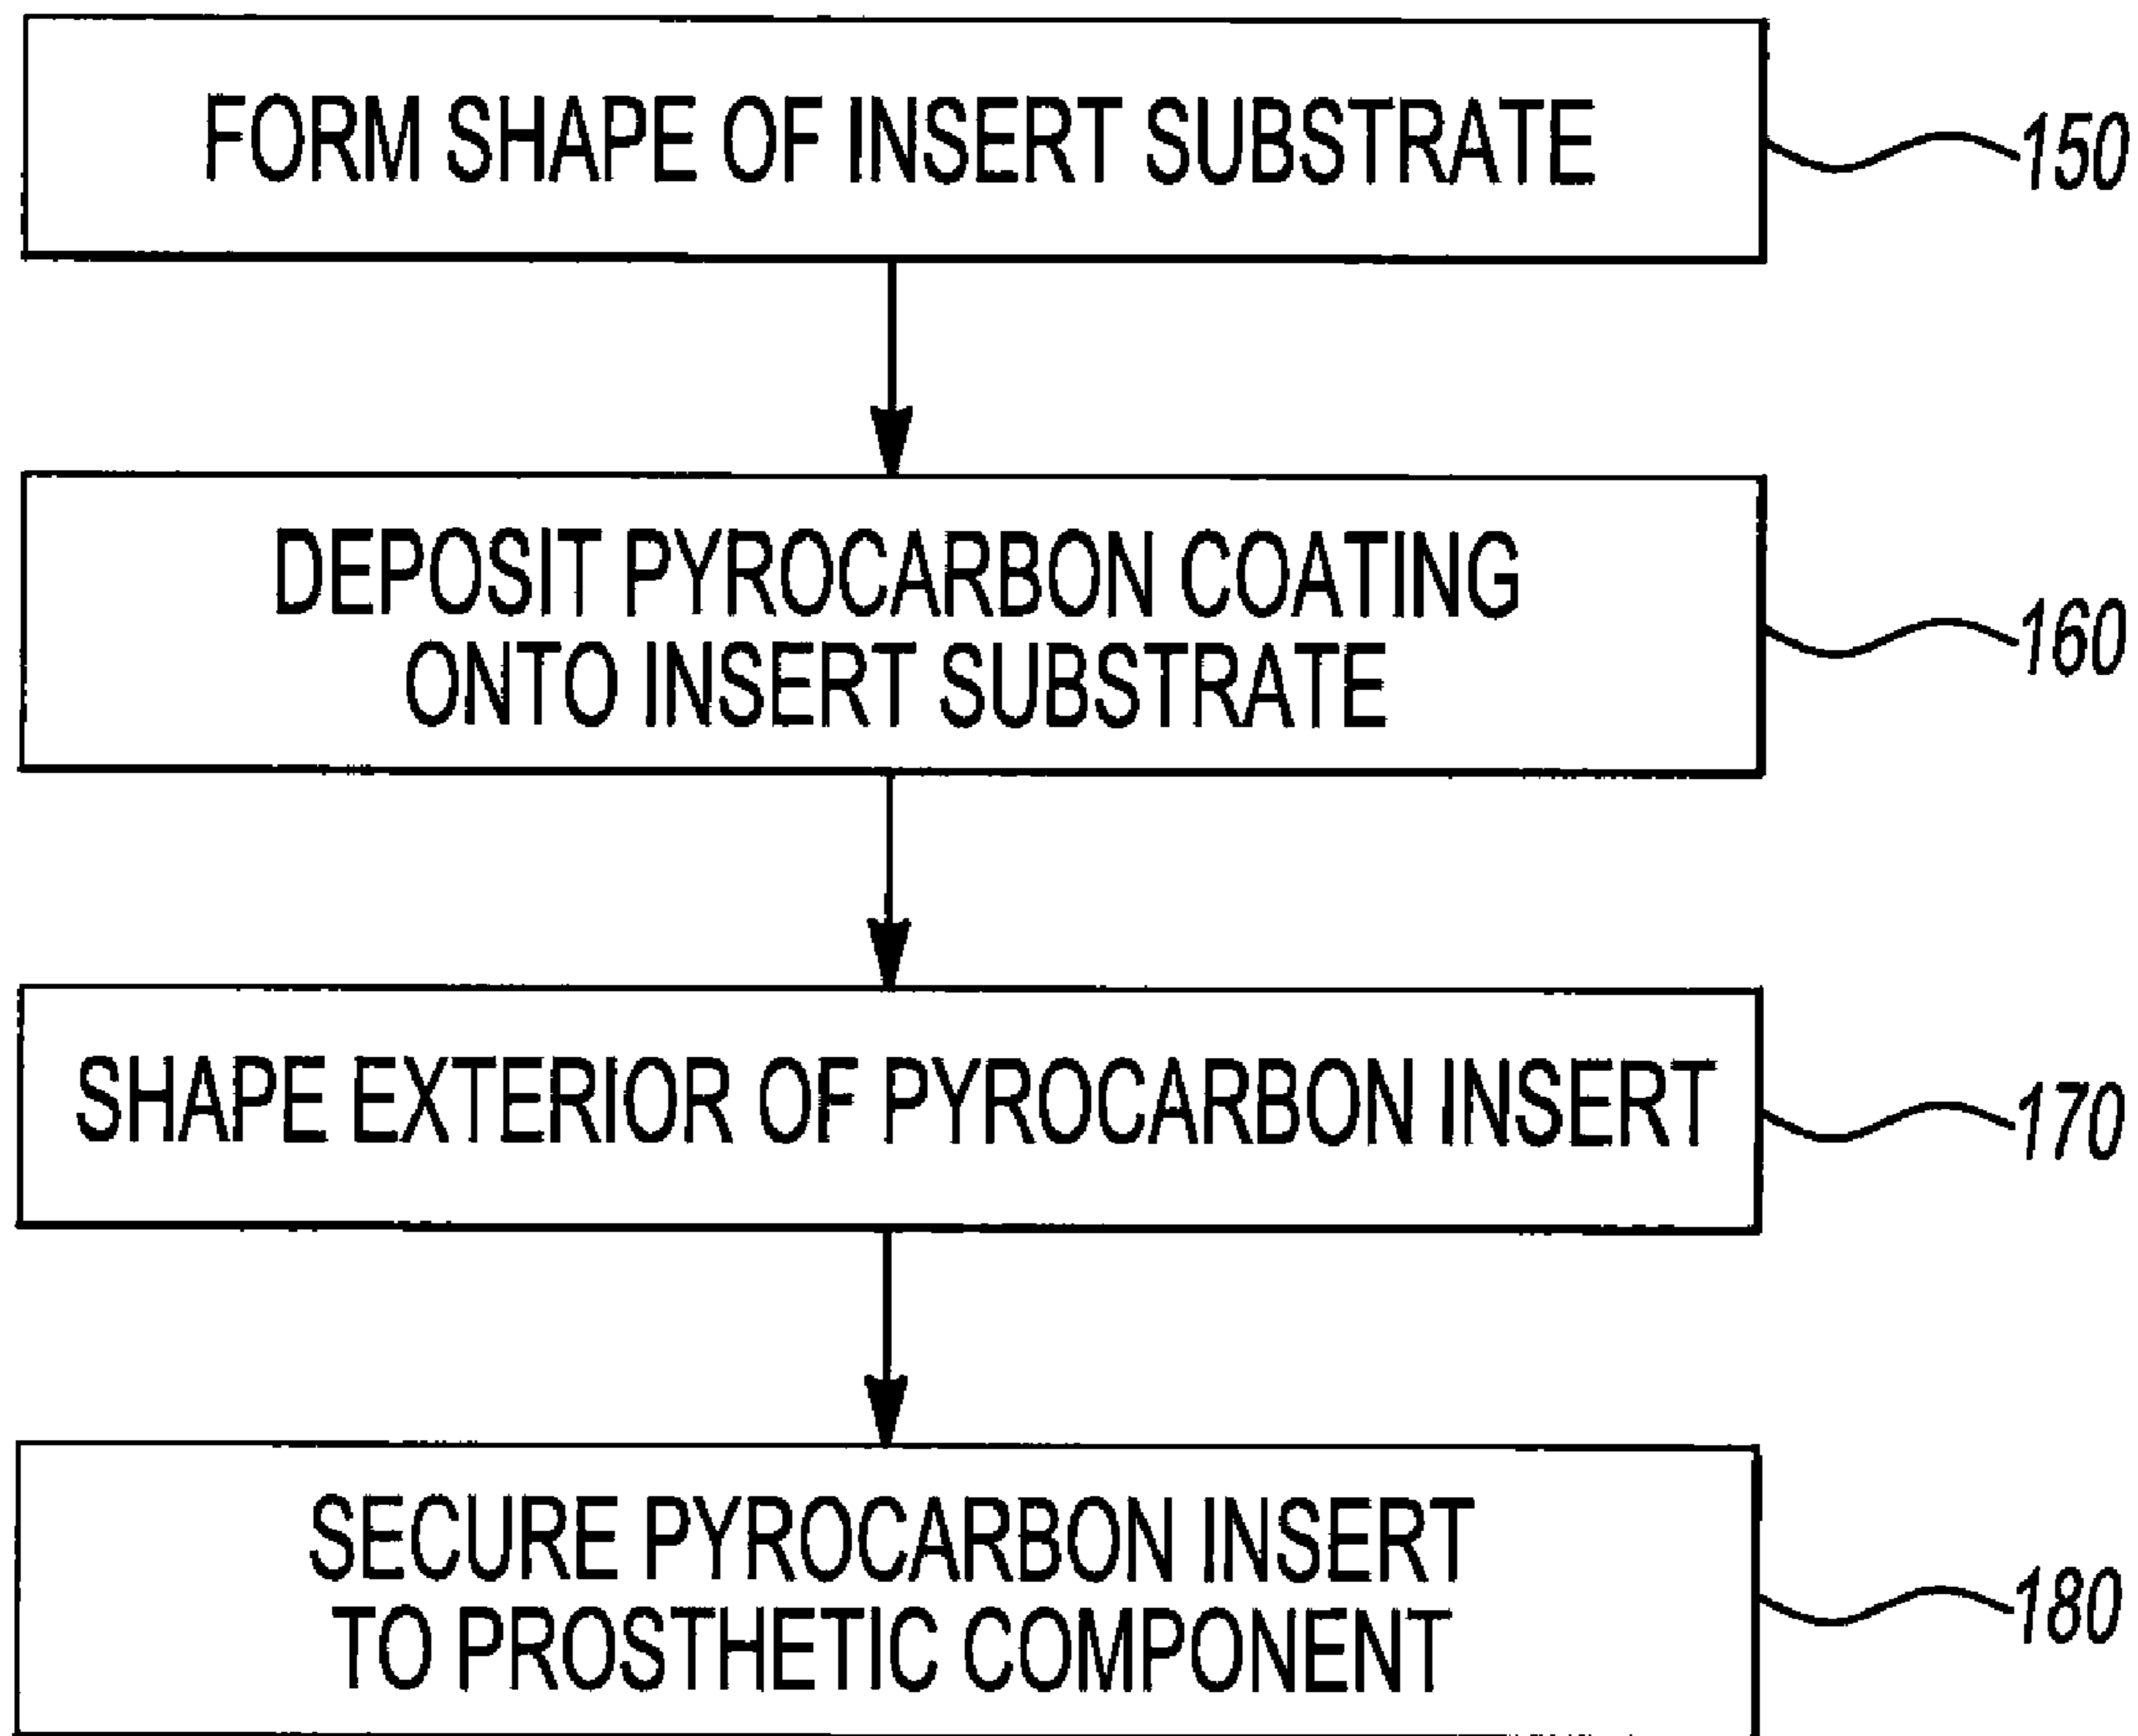 FORM SHAPE OF INSERT SUBSTRATE
150
DEPOSIT PYROCARBON COATING
ONTO INSERT SUBSTRATE
160
SHAPE EXTERIOR OF PYROCARBON INSERT
170
SECURE PYROCARBON INSERT
TO PROSTHETIC COMPONENT
180